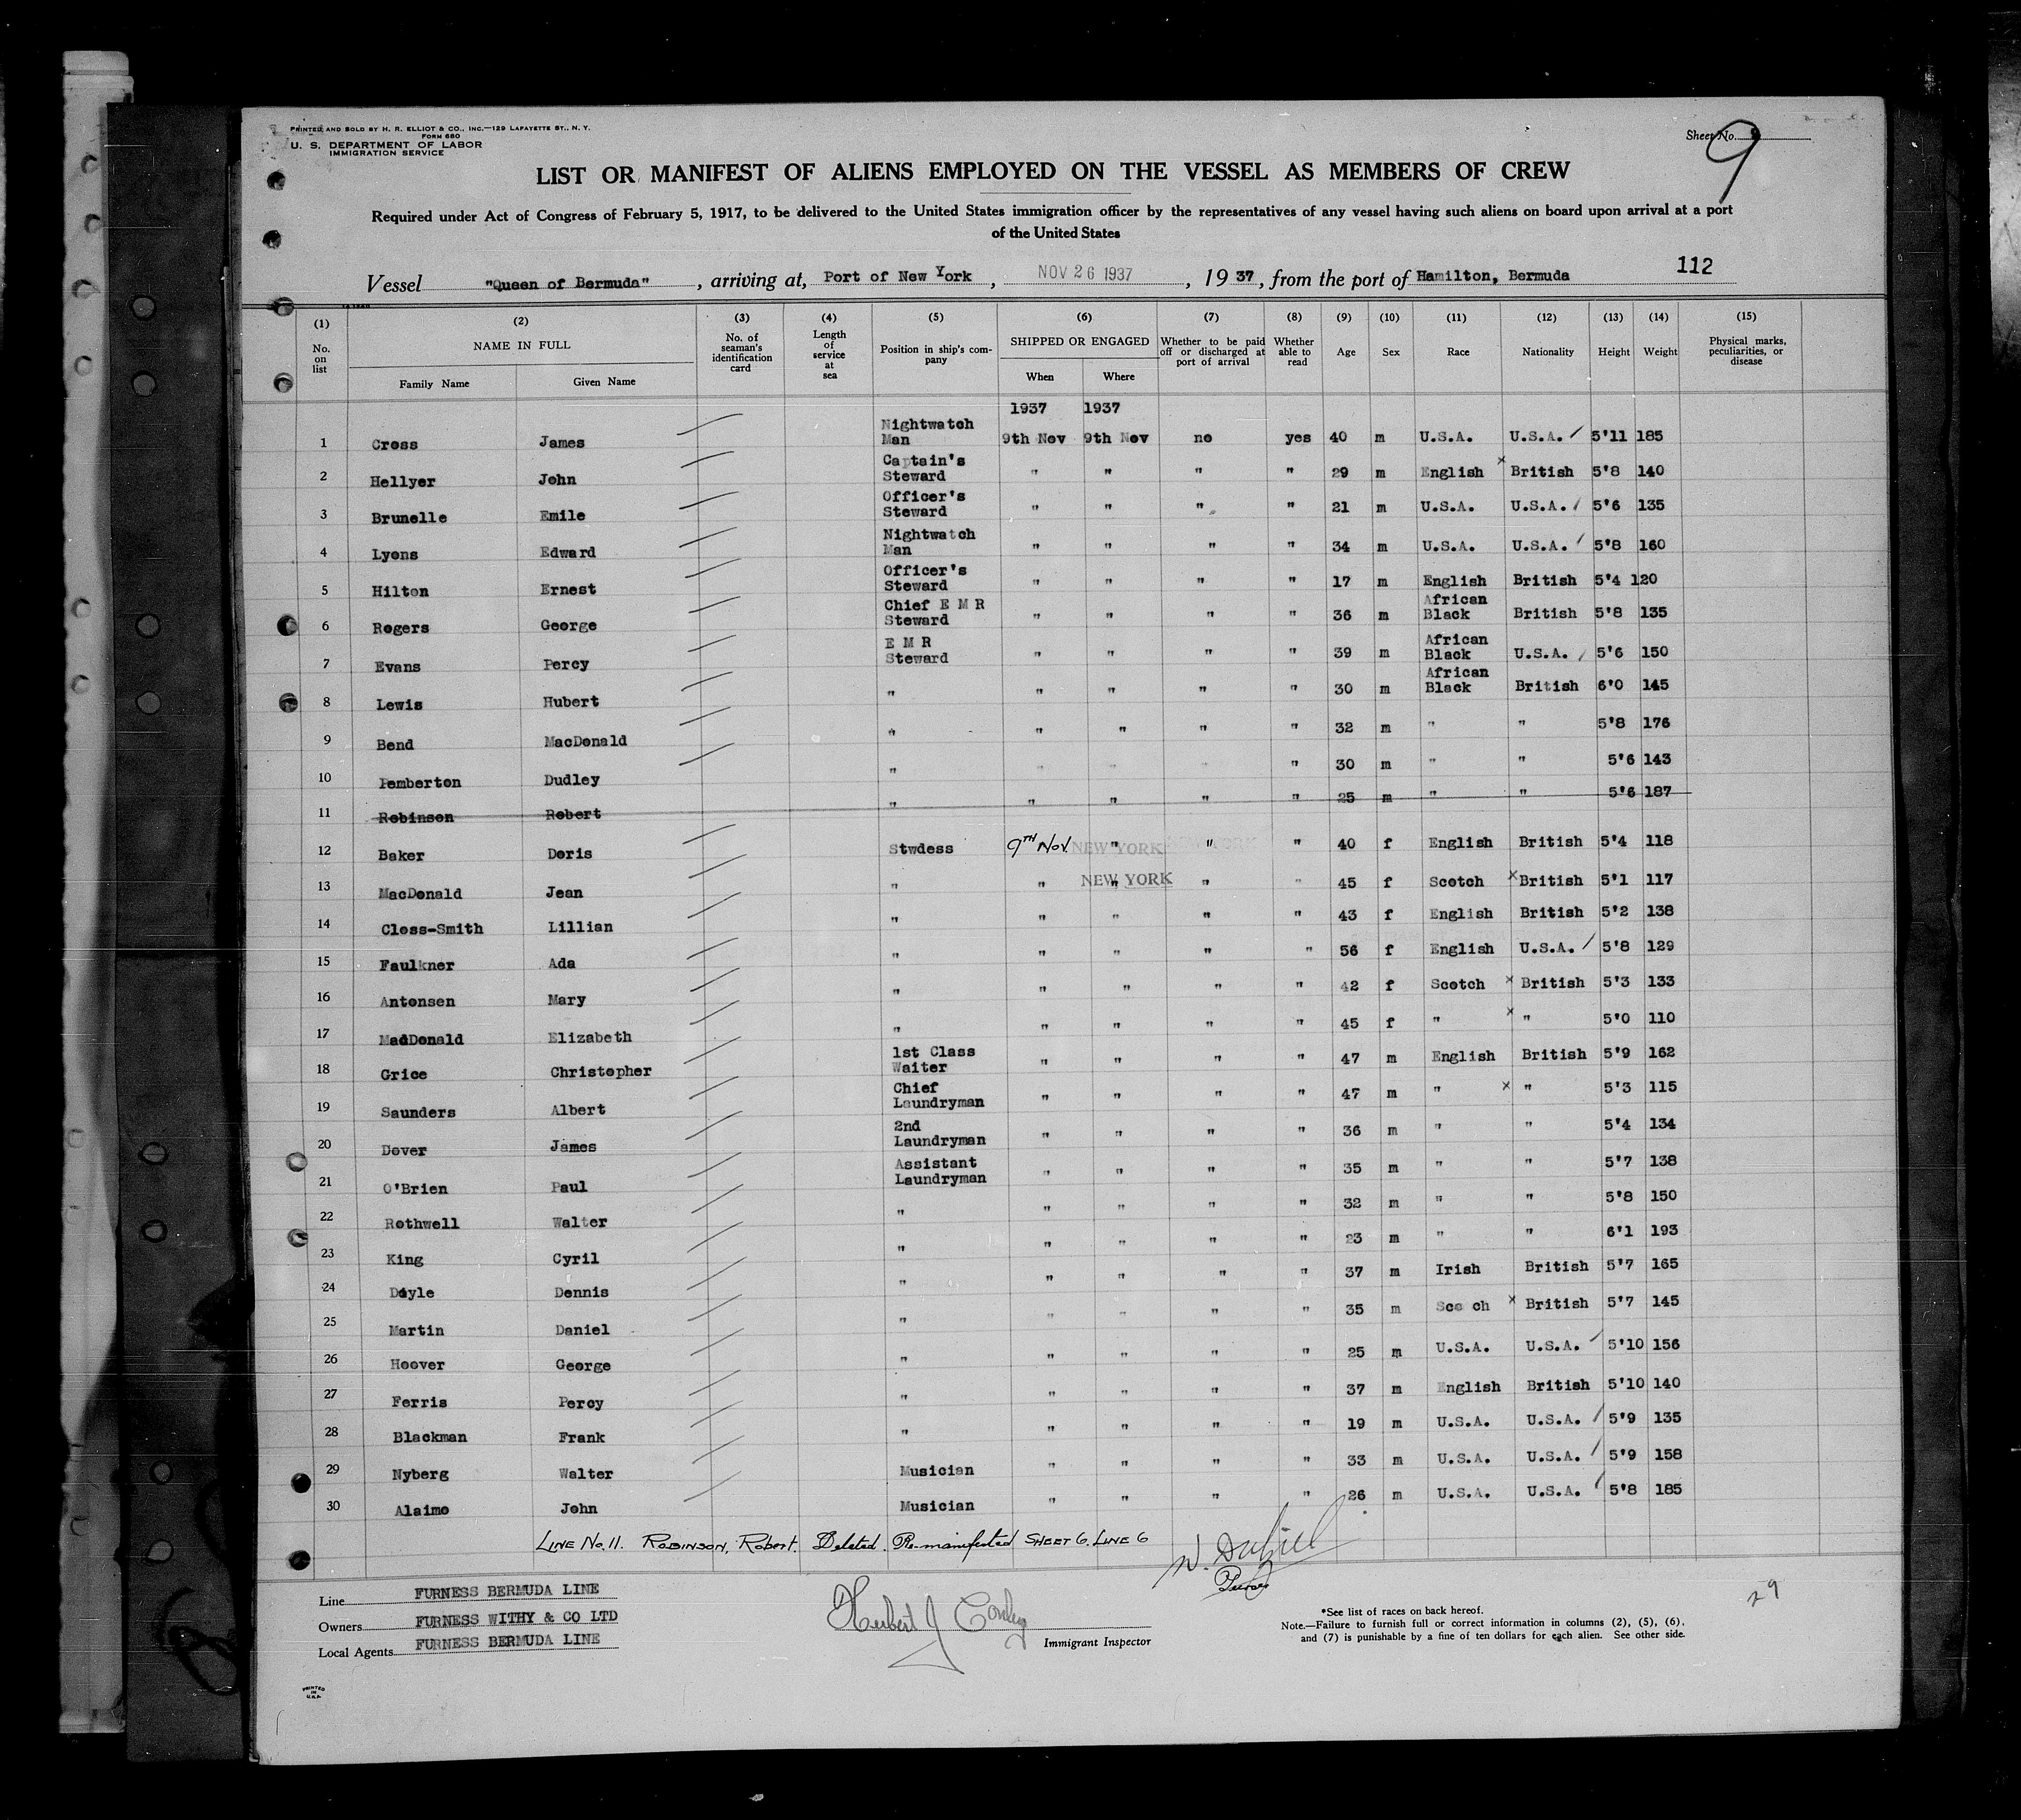 PRINTED AND SOLD BY H. R. ELLIOT & CO., INC.—129 LAFAYETTE ST., N. Y.
FORM 680
U. S. DEPARTMENT OF LABOR
IMMIGRATION SERVICE
Sheet No. 9
LIST OR MANIFEST OF ALIENS EMPLOYED ON THE VESSEL AS MEMBERS OF CREW
Required under Act of Congress of February 5, 1917, to be delivered to the United States immigration officer by the representatives of any vessel having such aliens on board upon arrival at a port
of the United States
112
Vessel "Queen of Bermuda", arriving at, Port of New York, NOV 26 1937, 1937, from the port of Hamilton, Bermuda
(1) (2) (3) (4) (5) (6) (7) (8) (9) (10) (11) (12) (13) (14) (15)
No. on list NAME IN FULL No. of seaman's identification card Length of service at sea Position in ship's company SHIPPED OR ENGAGED Whether to be paid off or discharged at port of arrival Whether able to read Age Sex Race Nationality Height Weight Physical marks, peculiarities, or disease
Family Name Given Name When Where
1937 1937
1 Cross James Nightwatch Man 9th Nov 9th Nov no yes 40 m U.S.A. U.S.A. 5'11 185
2 Hellyer John Captain's Steward " " " " 29 m English x British 5'8 140
3 Brunelle Emile Officer's Steward " " " " 21 m U.S.A. U.S.A. 5'6 135
4 Lyons Edward Nightwatch Man " " " " 34 m U.S.A. U.S.A. 5'8 160
5 Hilton Ernest Officer's Steward " " " " 17 m English British 5'4 120
6 Rogers George Chief E M R Steward " " " " 36 m African Black British 5'8 135
7 Evans Percy E M R Steward " " " " 39 m African Black U.S.A. 5'6 150
8 Lewis Hubert " " " " " 30 m African Black British 6'0 145
9 Bend MacDonald " " " " " 32 m " " 5'8 176
10 Pemberton Dudley " " " " " 30 m " " 5'6 143
11 Robinson Robert " " " " " 25 m " " 5'6 187
12 Baker Doris Stwdess 9TH Nov. NEW YORK " " " 40 f English British 5'4 118
13 MacDonald Jean " " NEW YORK " " 45 f Scotch x British 5'1 117
14 Closs-Smith Lillian " " " " " 43 f English British 5'2 138
15 Faulkner Ada " " " " " 56 f English U.S.A. 5'8 129
16 Antonsen Mary " " " " " 42 f Scotch x British 5'3 133
17 MadDonald Elizabeth " " " " " 45 f " x " 5'0 110
18 Grice Christopher 1st Class Waiter " " " " 47 m English British 5'9 162
19 Saunders Albert Chief Laundryman " " " " 47 m " x " 5'3 115
20 Dover James 2nd Laundryman " " " " 36 m " " 5'4 134
21 O'Brien Paul Assistant Laundryman " " " " 35 m " " 5'7 138
22 Rothwell Walter " " " " " 32 m " " 5'8 150
23 King Cyril " " " " " 23 m " " 6'1 193
24 Doyle Dennis " " " " " 37 m Irish British 5'7 165
25 Martin Daniel " " " " " 35 m Sco ch x British 5'7 145
26 Hoover George " " " " " 25 m U.S.A. U.S.A. 5'10 156
27 Ferris Percy " " " " " 37 m English British 5'10 140
28 Blackman Frank " " " " " 19 m U.S.A. U.S.A. 5'9 135
29 Nyberg Walter Musician " " " " 33 m U.S.A. U.S.A. 5'9 158
30 Alaimo John Musician " " " " 26 m U.S.A. U.S.A. 5'8 185
LINE No. 11. ROBINSON, Robert. Deleted. Re-manifested SHEET 6. LINE 6
Purser
Line FURNESS BERMUDA LINE
Owners FURNESS WITHY & CO LTD
Local Agents FURNESS BERMUDA LINE
Herbert J Conley
Immigrant Inspector
*See list of races on back hereof.
Note.—Failure to furnish full or correct information in columns (2), (5), (6),
and (7) is punishable by a fine of ten dollars for each alien. See other side.
29
PRINTED
IN
U.S.A.